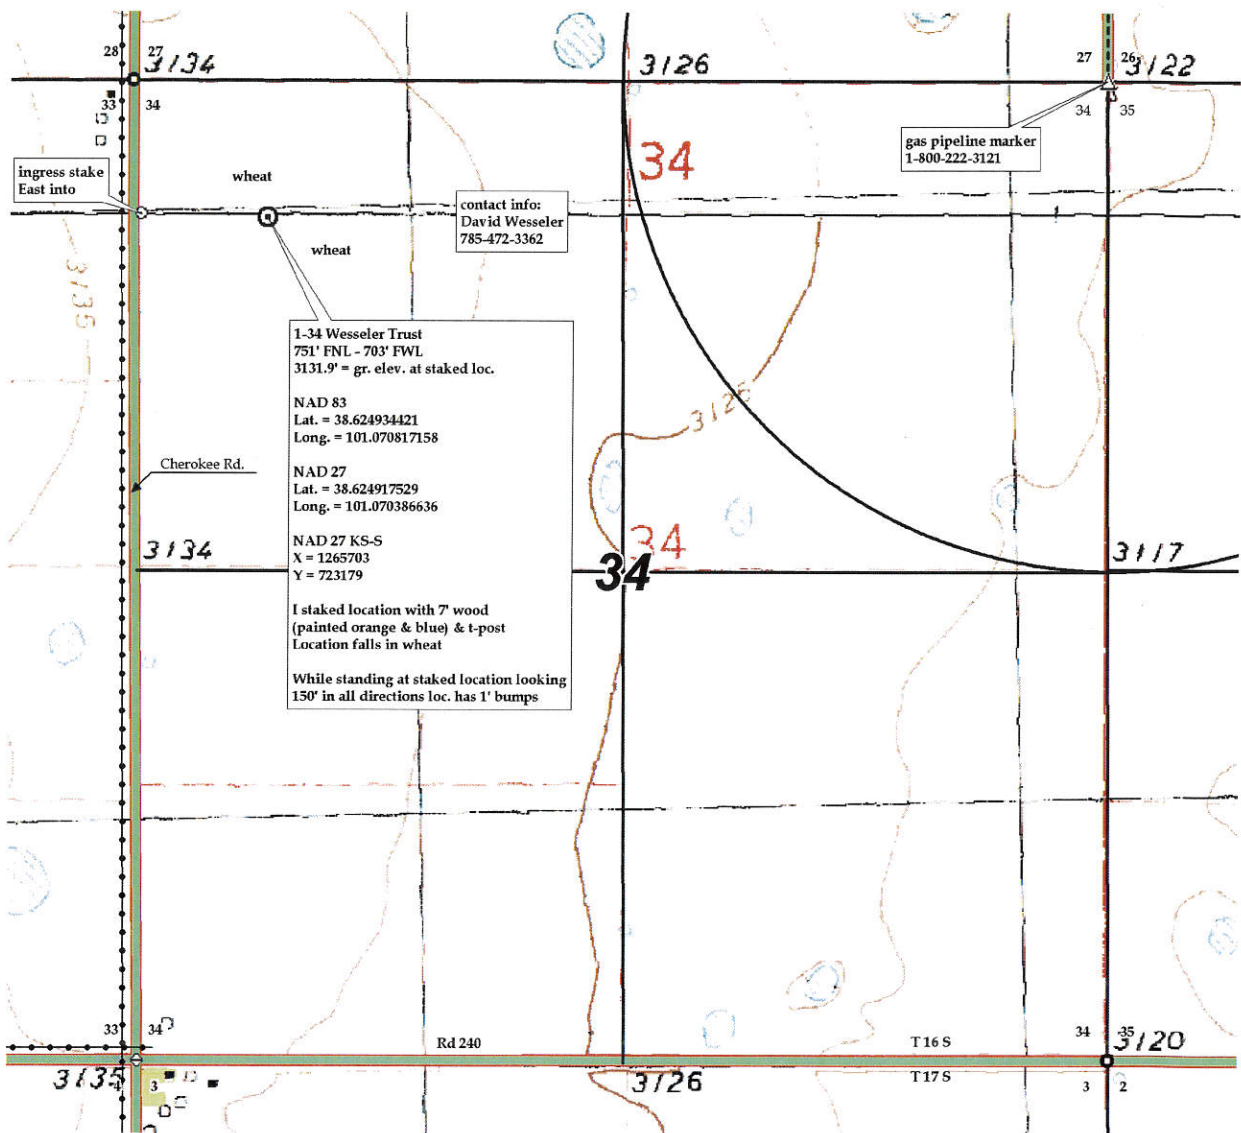 28 27
3134
3126
27 26
3122
33 34
34 35
gas pipeline marker
1-800-222-3121
34
ingress stake
East into
wheat
contact info:
David Wesseler
785-472-3362
wheat
3135
1-34 Wesseler Trust
751' FNL - 703' FWL
3131.9' = gr. elev. at staked loc.
NAD 83
Lat. = 38.624934421
Long. = 101.070817158
NAD 27
Lat. = 38.624917529
Long. = 101.070386636
NAD 27 KS-S
X = 1265703
Y = 723179
I staked location with 7' wood
(painted orange & blue) & t-post
Location falls in wheat
While standing at staked location looking
150' in all directions loc. has 1' bumps
3125
Cherokee Rd.
3134
34
34
3117
33 34
Rd 240
T 16 S
34 35
3120
3135
4 3
3126
T 17 S
3 2